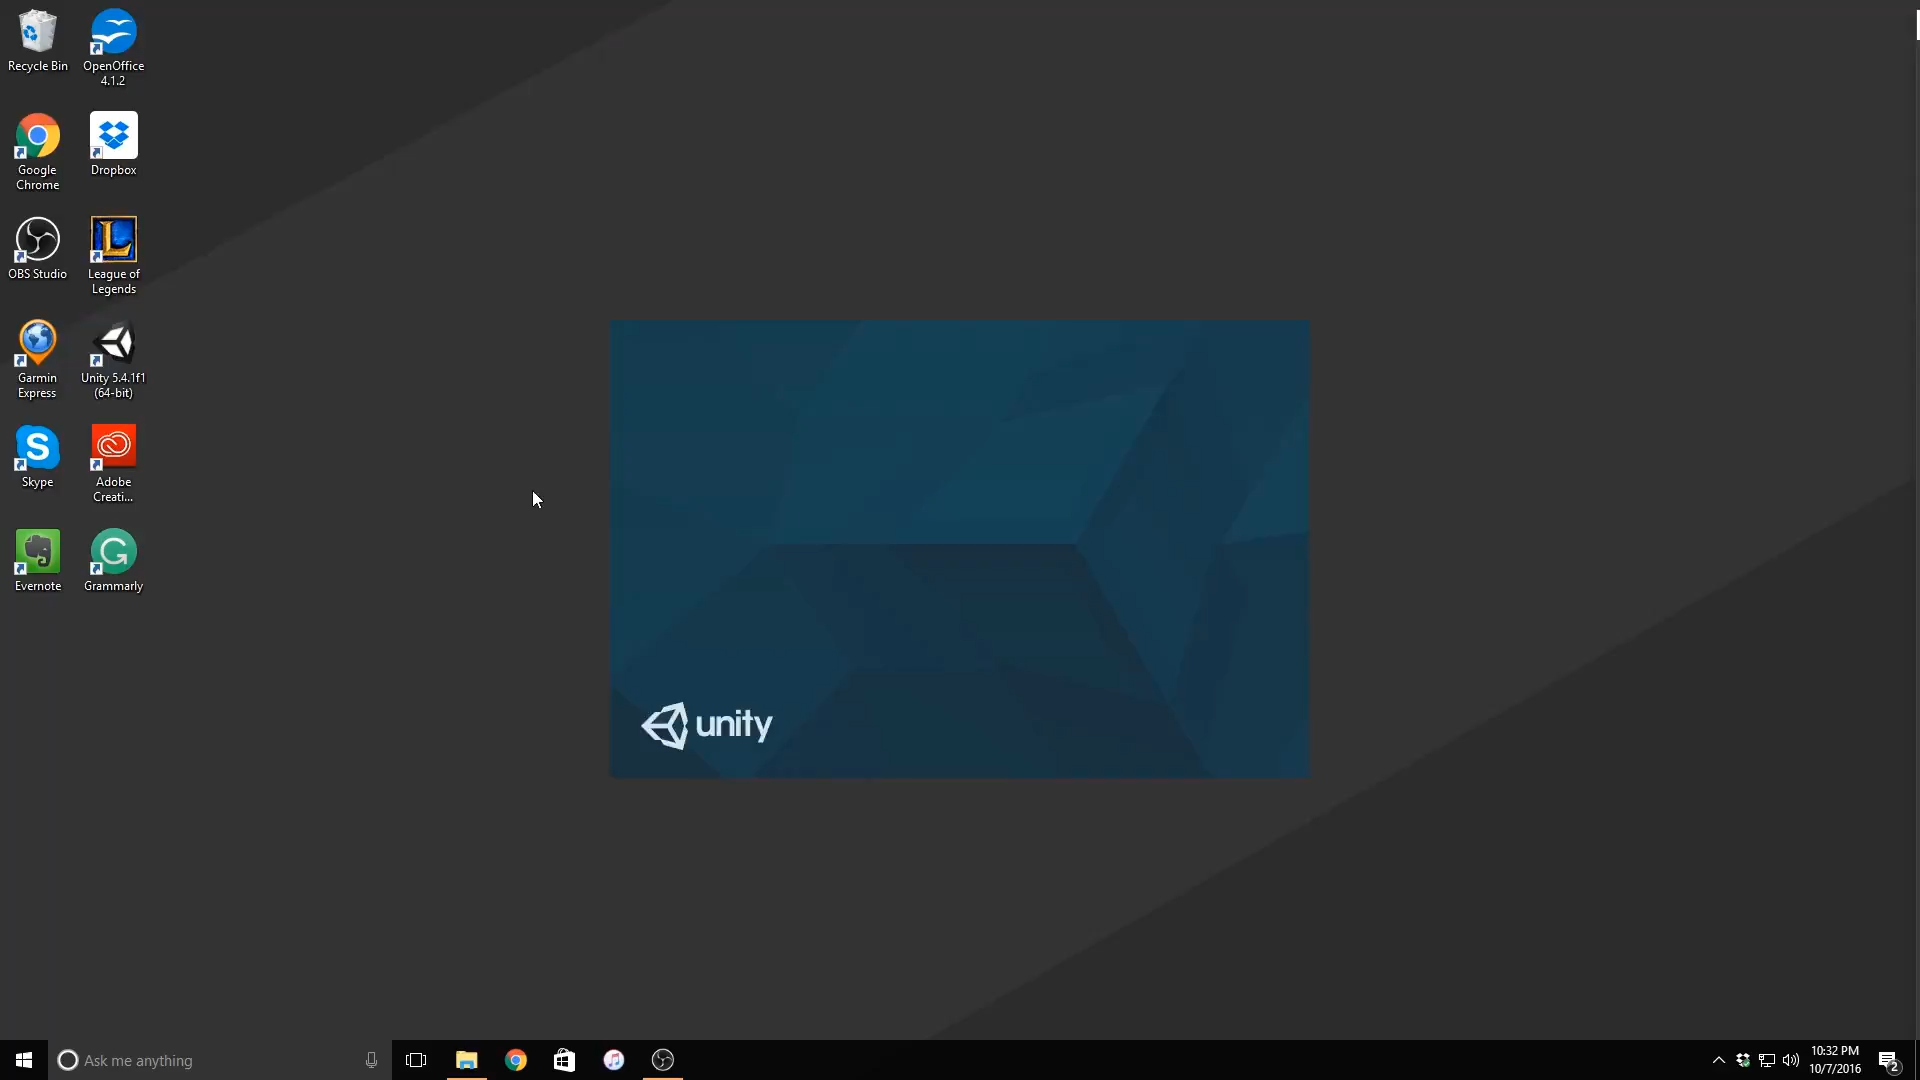 Recycle Bin
OpenOffice
4.1.2
Google
Chrome
Dropbox
OBS Studio
League of
Legends
Garmin
Express
Unity 5.4.1f1
(64-bit)
Skype
Adobe
Creati...
Evernote
Grammarly
unity
Ask me anything
10:32 PM
10/7/2016
2